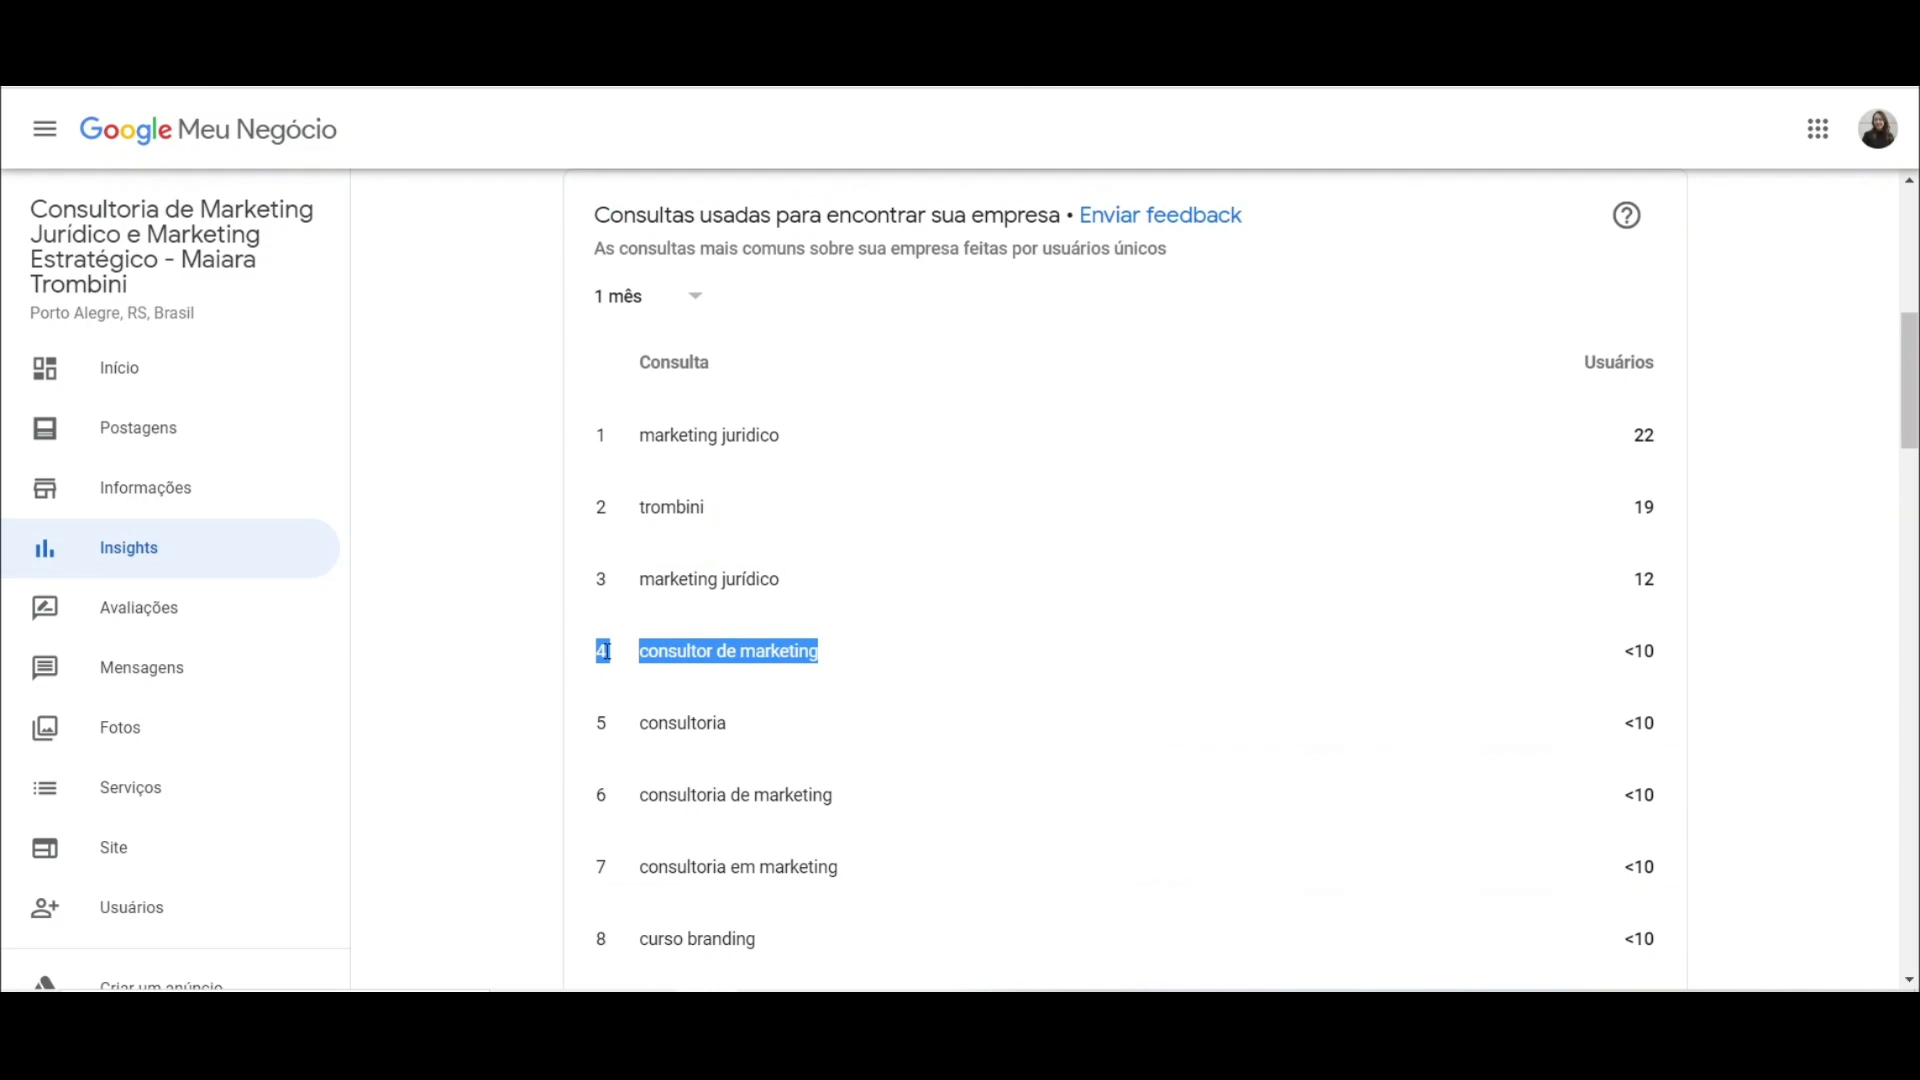 Google Meu Negócio
Consultoria de Marketing
Jurídico e Marketing
Estratégico - Maiara
Trombini
Porto Alegre, RS, Brasil
Início
Postagens
Informações
Insights
Avaliações
Mensagens
Fotos
Serviços
Site
Usuários
Criar um anúncio
Consultas usadas para encontrar sua empresa • Enviar feedback
As consultas mais comuns sobre sua empresa feitas por usuários únicos
1 mês
Consulta Usuários
1 marketing juridico 22
2 trombini 19
3 marketing jurídico 12
4 consultor de marketing <10
5 consultoria <10
6 consultoria de marketing <10
7 consultoria em marketing <10
8 curso branding <10